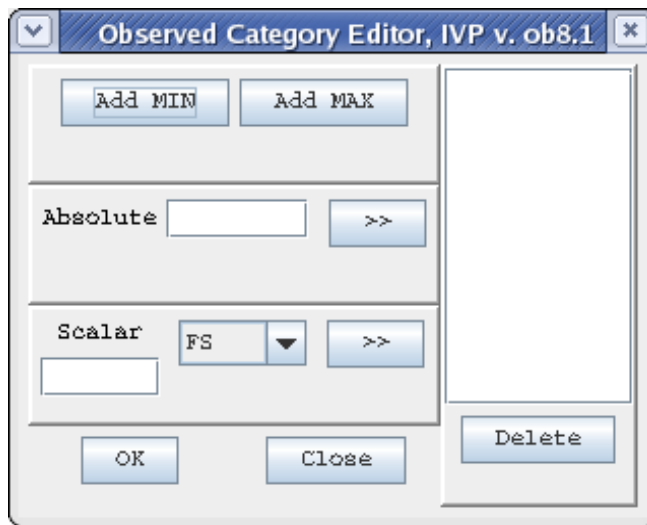 Observed Category Editor, IVP v. ob8.1
Add MIN Add MAX
Absolute >>
Scalar FS >>
OK Close Delete